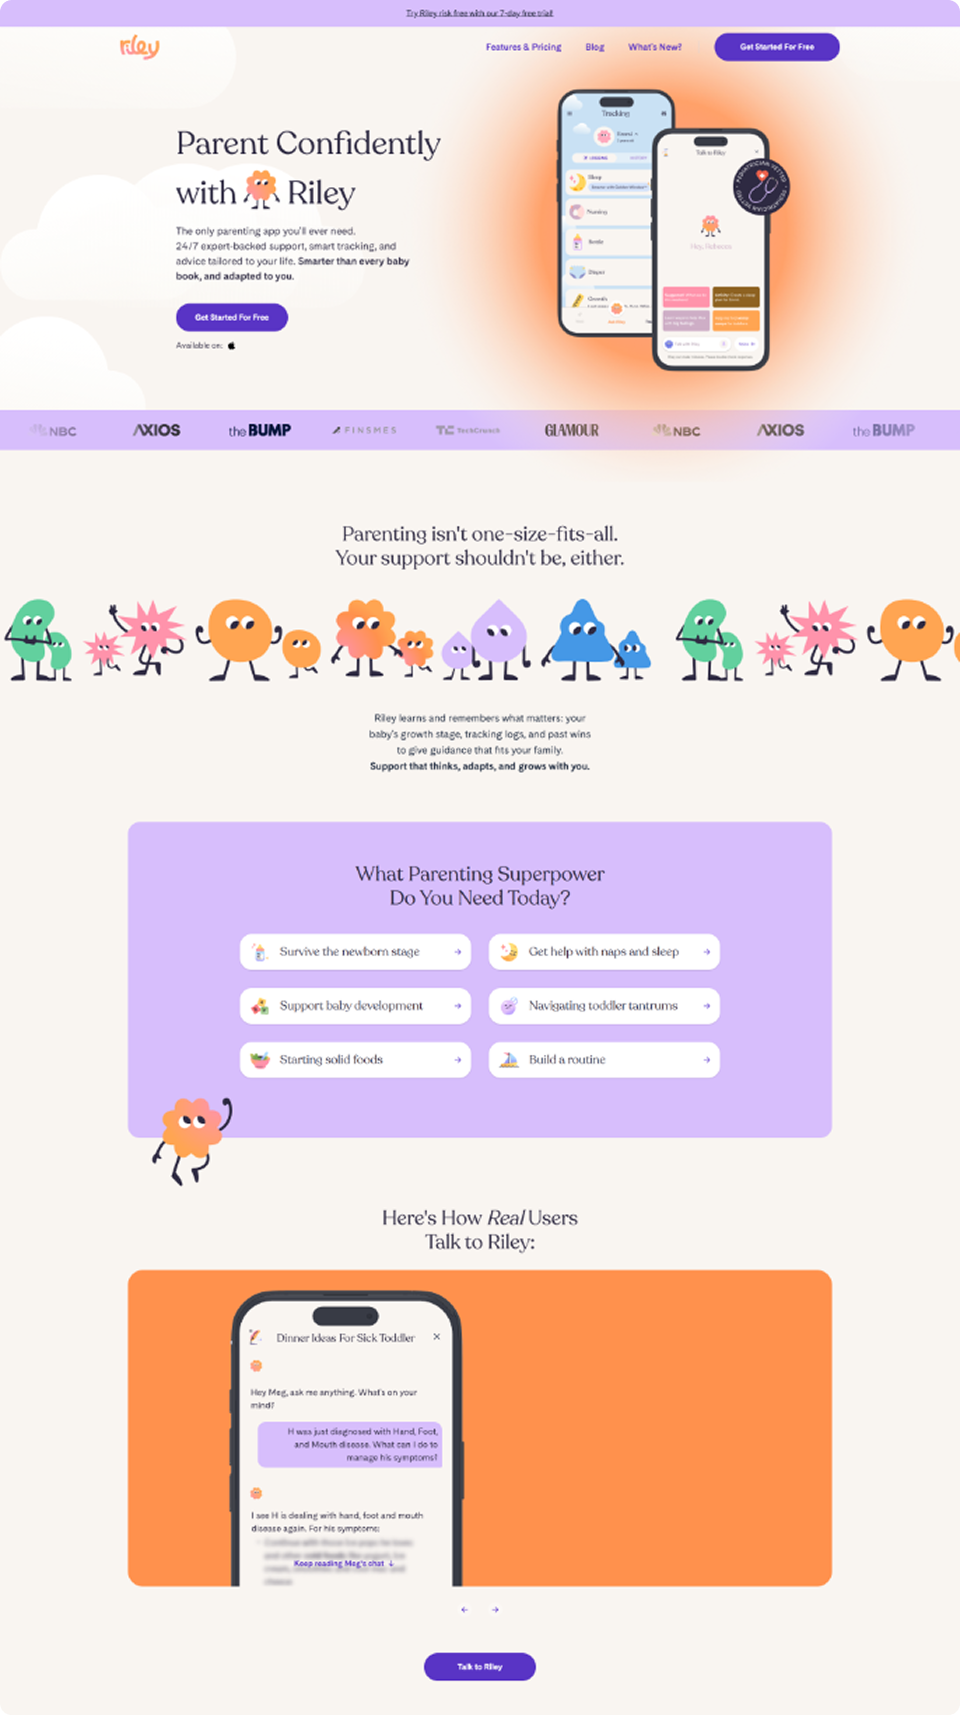 Try Riley risk free with our 7-day free trial!
riley
Features & Pricing
Blog
What's New?
Get Started For Free
Parent Confidently
with Riley
The only parenting app you'll ever need.
24/7 expert-backed support, smart tracking, and
advice tailored to your life. Smarter than every baby
book, and adapted to you.
Get Started For Free
Available on:
Tracking
Sleep
Nursing
Bottle
Diaper
Growth
Talk to Riley
Hey, Rebecca
PEDIATRICIAN VETTED • PEDIATRICIAN VETTED •
NBC
AXIOS
the BUMP
FINSMES
TC TechCrunch
GLAMOUR
NBC
AXIOS
the BUMP
Parenting isn't one-size-fits-all.
Your support shouldn't be, either.
Riley learns and remembers what matters: your
baby's growth stage, tracking logs, and past wins
to give guidance that fits your family.
Support that thinks, adapts, and grows with you.
What Parenting Superpower
Do You Need Today?
Survive the newborn stage
Get help with naps and sleep
Support baby development
Navigating toddler tantrums
Starting solid foods
Build a routine
Here's How Real Users
Talk to Riley:
Dinner Ideas For Sick Toddler
Hey Meg, ask me anything. What's on your
mind?
H was just diagnosed with Hand, Foot,
and Mouth disease. What can I do to
manage his symptoms?
I see H is dealing with hand, foot and mouth
disease again. For his symptoms:
Keep reading Meg's chat ↓
Talk to Riley